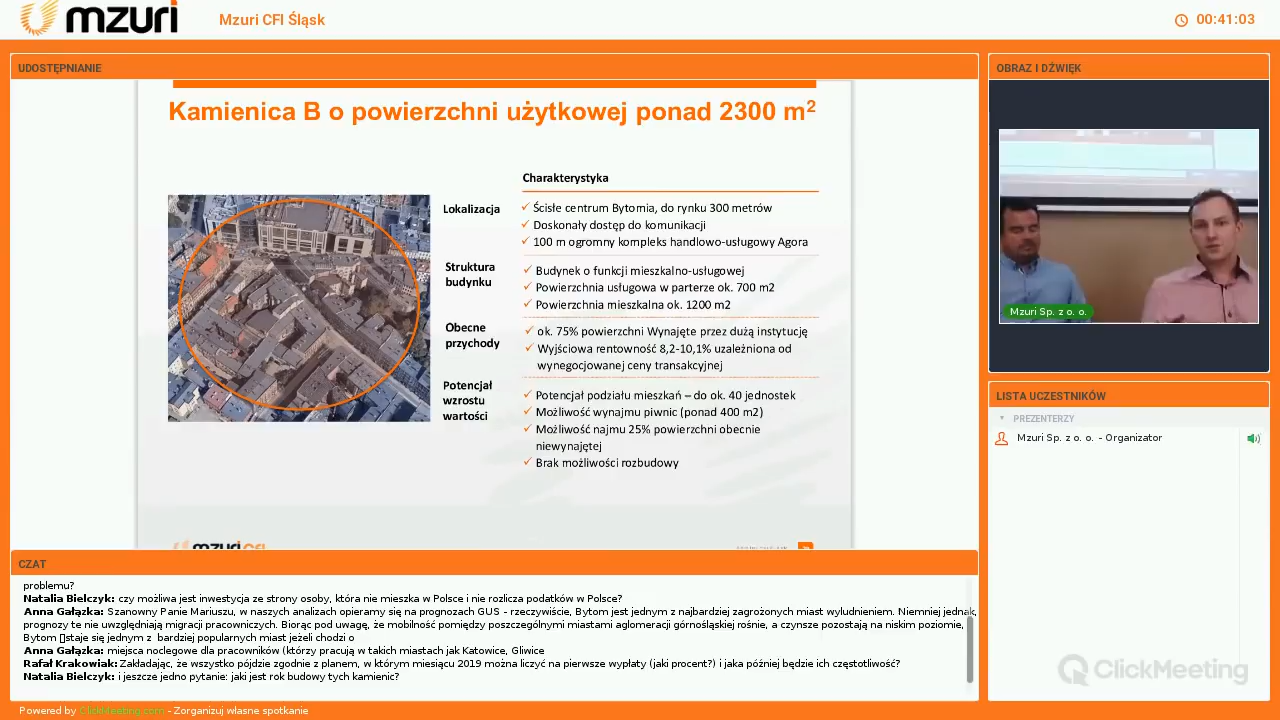 mzuri
Mzuri CFI Śląsk
00:41:03
UDOSTĘPNIANIE
Kamienica B o powierzchni użytkowej ponad 2300 m²
Charakterystyka
Lokalizacja
✓ Ścisłe centrum Bytomia, do rynku 300 metrów
✓ Doskonały dostęp do komunikacji
✓ 100 m ogromny kompleks handlowo-usługowy Agora
Struktura
budynku
✓ Budynek o funkcji mieszkalno-usługowej
✓ Powierzchnia usługowa w parterze ok. 700 m2
✓ Powierzchnia mieszkalna ok. 1200 m2
Obecne
przychody
✓ ok. 75% powierzchni Wynajęte przez dużą instytucję
✓ Wyjściowa rentowność 8,2-10,1% uzależniona od
wynegocjowanej ceny transakcyjnej
Potencjał
wzrostu
wartości
✓ Potencjał podziału mieszkań – do ok. 40 jednostek
✓ Możliwość wynajmu piwnic (ponad 400 m2)
✓ Możliwość najmu 25% powierzchni obecnie
niewynajętej
✓ Brak możliwości rozbudowy
mzuri CFI
OBRAZ I DŹWIĘK
Mzuri Sp. z o. o.
LISTA UCZESTNIKÓW
PREZENTERZY
Mzuri Sp. z o. o. - Organizator
CZAT
problemu?
Natalia Bielczyk: czy możliwa jest inwestycja ze strony osoby, która nie mieszka w Polsce i nie rozlicza podatków w Polsce?
Anna Gałązka: Szanowny Panie Mariuszu, w naszych analizach opieramy się na prognozach GUS - rzeczywiście, Bytom jest jednym z najbardziej zagrożonych miast wyludnieniem. Niemniej jednak,
prognozy te nie uwzględniają migracji pracowniczych. Biorąc pod uwagę, że mobilność pomiędzy poszczególnymi miastami aglomeracji górnośląskiej rośnie, a czynsze pozostają na niskim poziomie,
Bytom staje się jednym z  bardziej popularnych miast jeżeli chodzi o
Anna Gałązka: miejsca noclegowe dla pracowników (którzy pracują w takich miastach jak Katowice, Gliwice
Rafał Krakowiak: Zakładając, że wszystko pójdzie zgodnie z planem, w którym miesiącu 2019 można liczyć na pierwsze wypłaty (jaki procent?) i jaka później będzie ich częstotliwość?
Natalia Bielczyk: i jeszcze jedno pytanie: jaki jest rok budowy tych kamienic?
ClickMeeting
Powered by ClickMeeting.com - Zorganizuj własne spotkanie